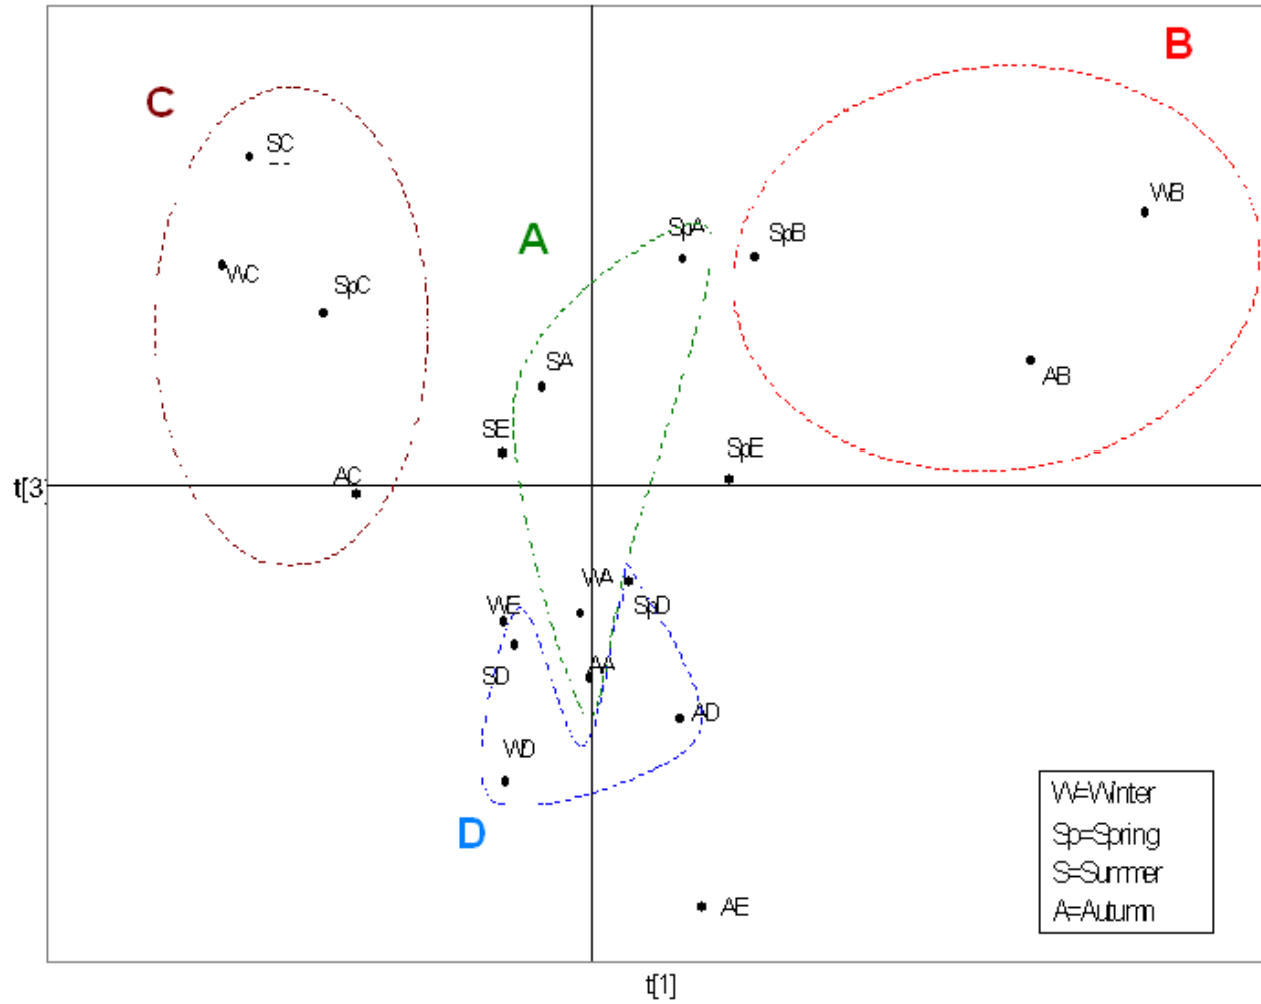 B
C
SC
WB
A
SpA
SpB
WC
SpC
SA
AB
SE
SpE
AC
t[3]
WA
WE
SpD
AA
SD
AD
WD
W=Winter
D
Sp=Spring
S=Summer
A=Autumn
AE
t[1]